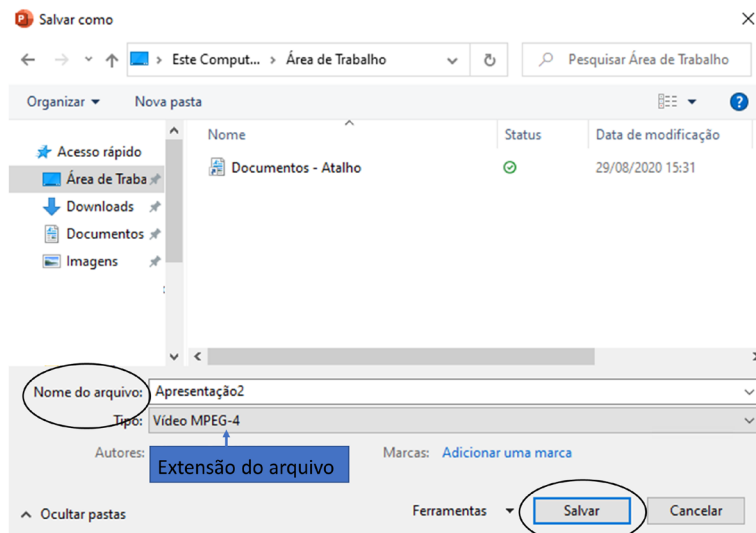 Salvar como
Este Comput... > Área de Trabalho
Pesquisar Área de Trabalho
Organizar
Nova pasta
Nome
Status
Data de modificação
Acesso rápido
Área de Traba
Downloads
Documentos
Imagens
Documentos - Atalho
29/08/2020 15:31
Nome do arquivo: Apresentação2
Tipo: Vídeo MPEG-4
Autores:
Extensão do arquivo
Marcas: Adicionar uma marca
Ocultar pastas
Ferramentas
Salvar
Cancelar